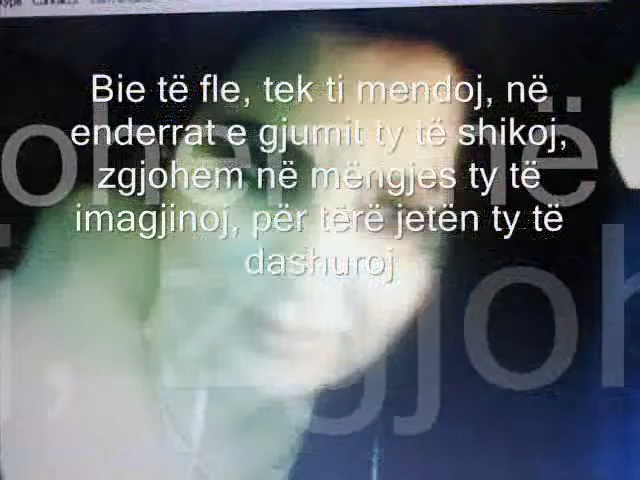 Bie të fle, tek ti mendoj, në
enderrat e gjumit ty të shikoj,
zgjohem në mëngjes ty të
imagjinoj, për tërë jetën ty të
dashuroj